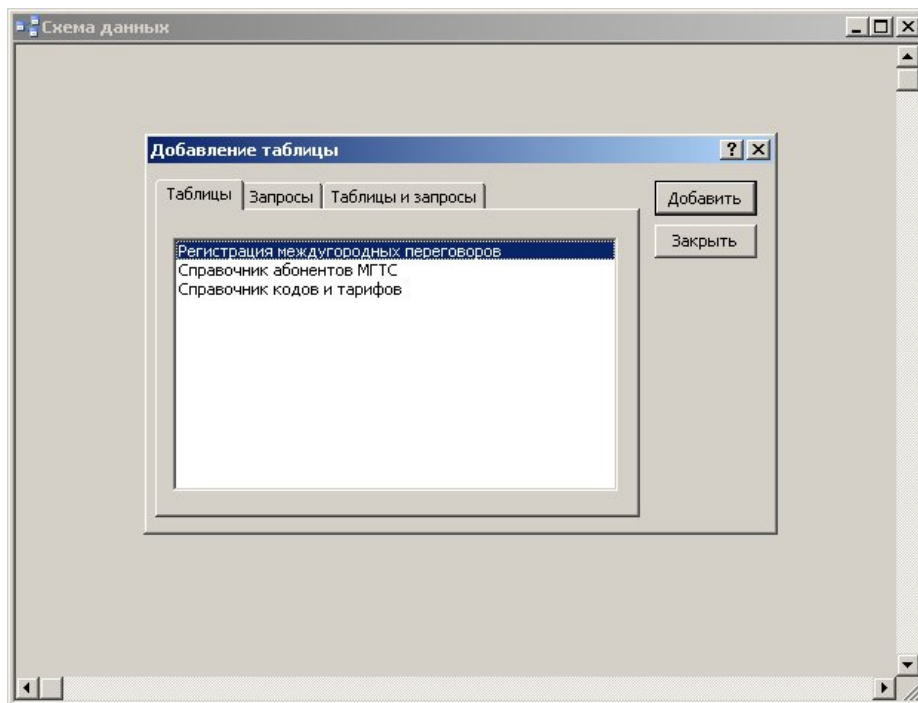 Схема данных
Добавление таблицы
Таблицы Запросы Таблицы и запросы
Добавить
Закрыть
Регистрация междугородных переговоров
Справочник абонентов МГТС
Справочник кодов и тарифов